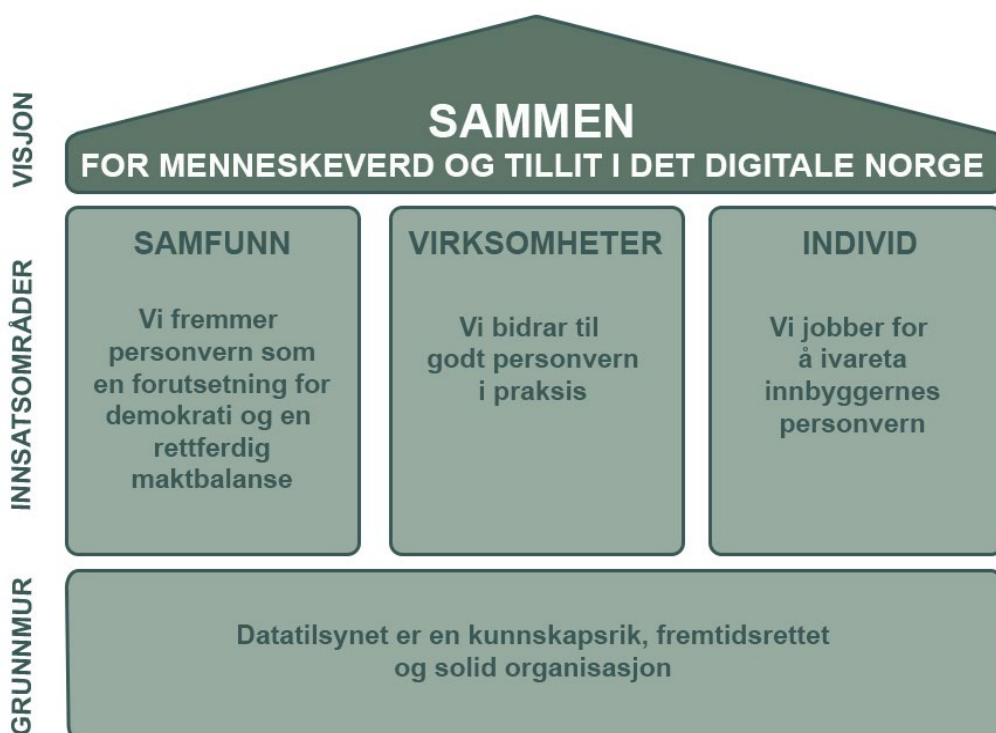 VISJON
SAMMEN
FOR MENNESKEVERD OG TILLIT I DET DIGITALE NORGE
INNSATSOMRÅDER
SAMFUNN
Vi fremmer
personvern som
en forutsetning for
demokrati og en
rettferdig
maktbalanse
VIRKSOMHETER
Vi bidrar til
godt personvern
i praksis
INDIVID
Vi jobber for
å ivareta
innbyggernes
personvern
GRUNNMUR
Datatilsynet er en kunnskapsrik, fremtidsrettet
og solid organisasjon